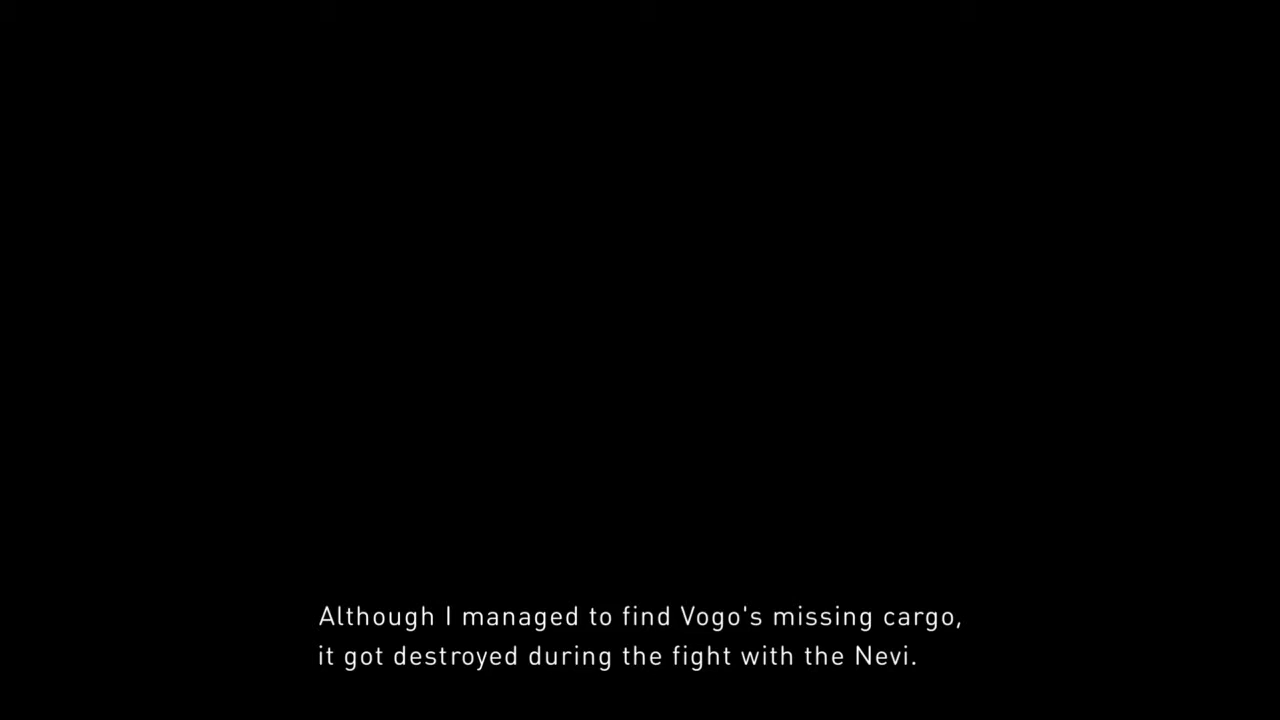 Although I managed to find Vogo's missing cargo,
it got destroyed during the fight with the Nevi.